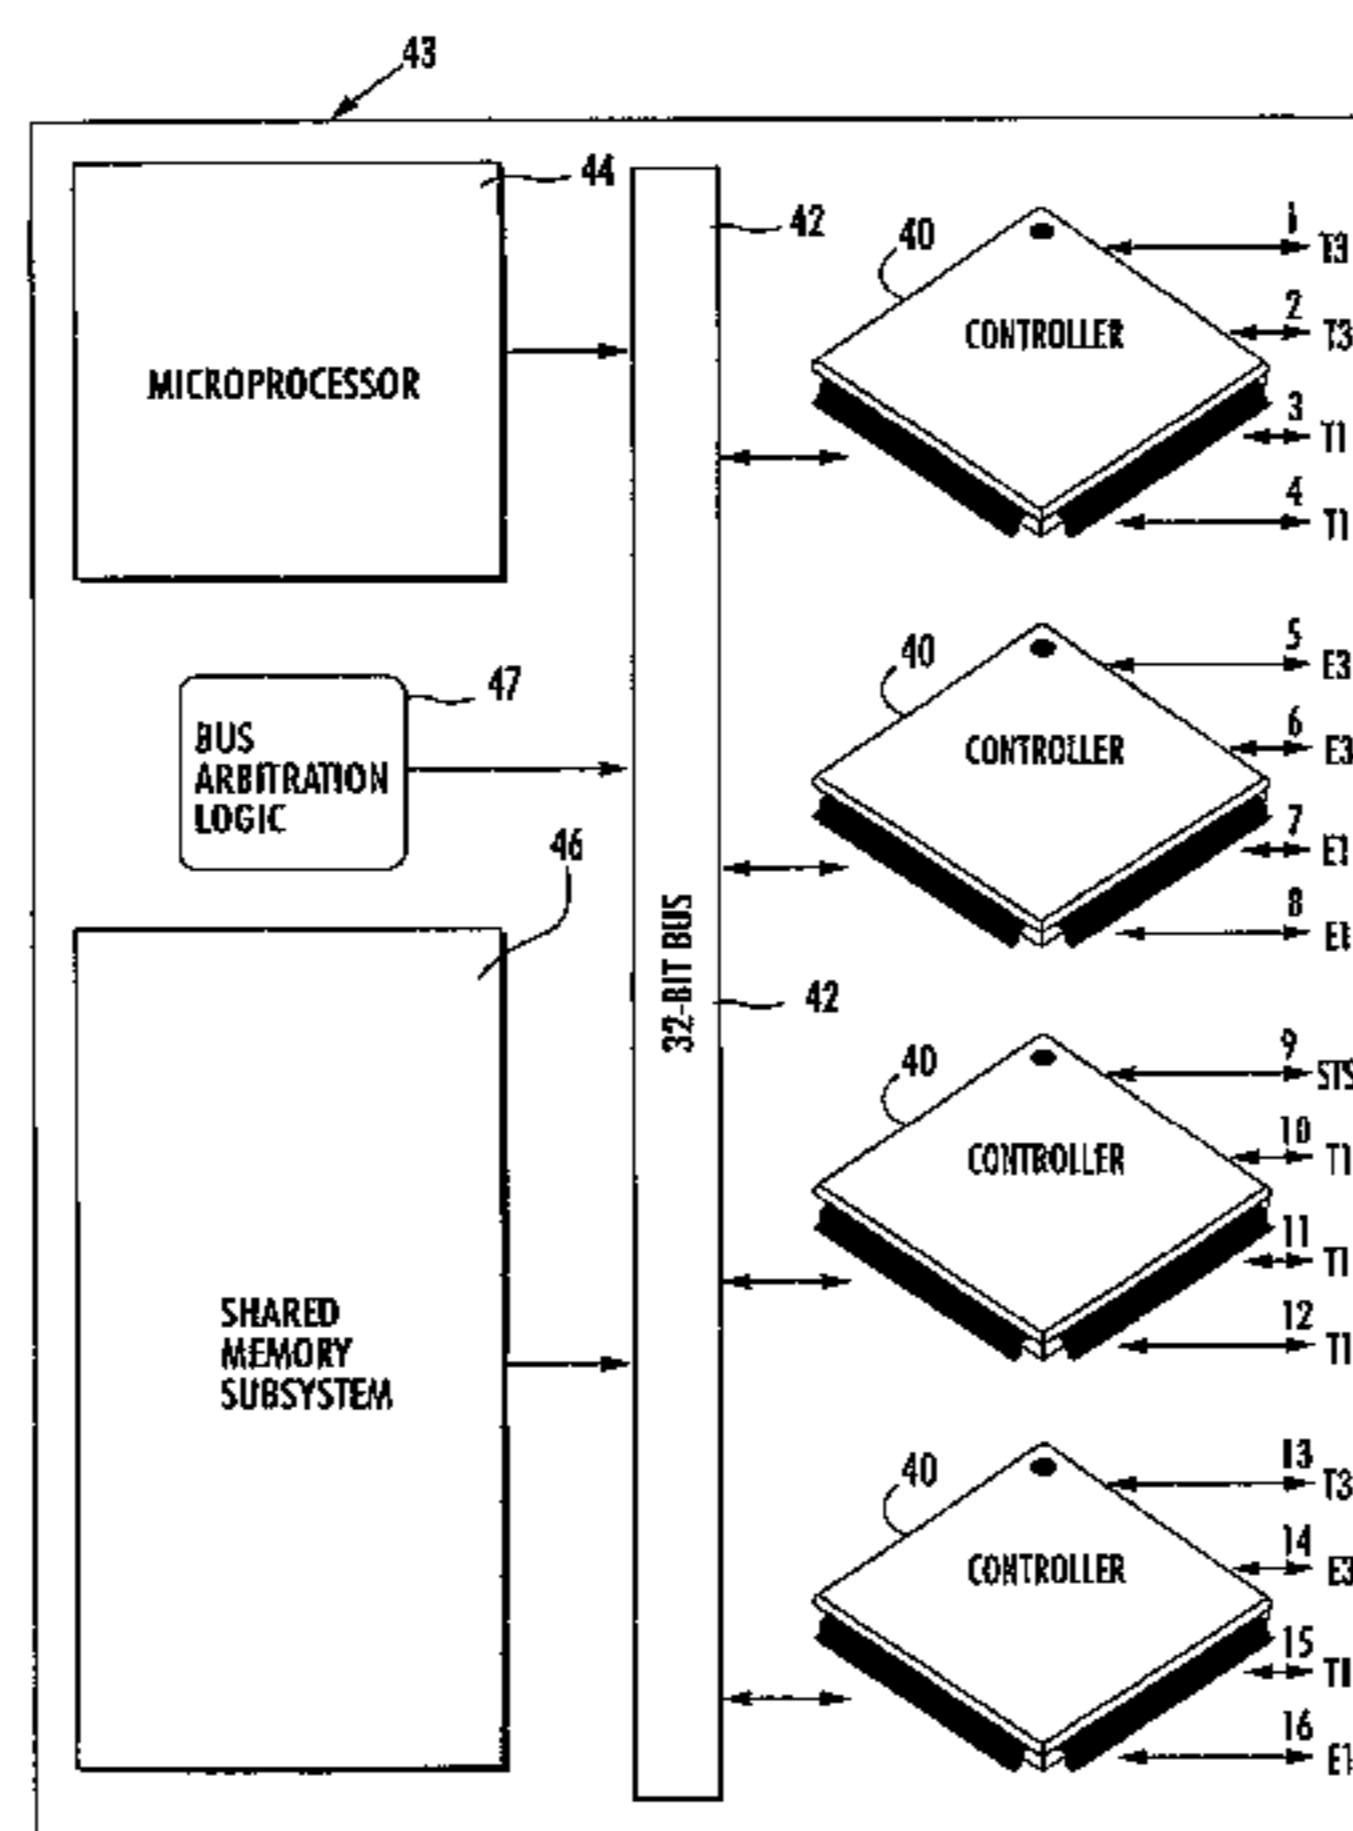 43
44
MICROPROCESSOR
47
BUS
ARBITRATION
LOGIC
46
SHARED
MEMORY
SUBSYSTEM
42
32-BIT BUS
42
40
CONTROLLER
1
T3
2
T3
3
T1
4
T1
40
CONTROLLER
5
E3
6
E3
7
E1
8
E1
40
CONTROLLER
9
STS
10
T1
11
T1
12
T1
40
CONTROLLER
13
T3
14
E3
15
T1
16
E1